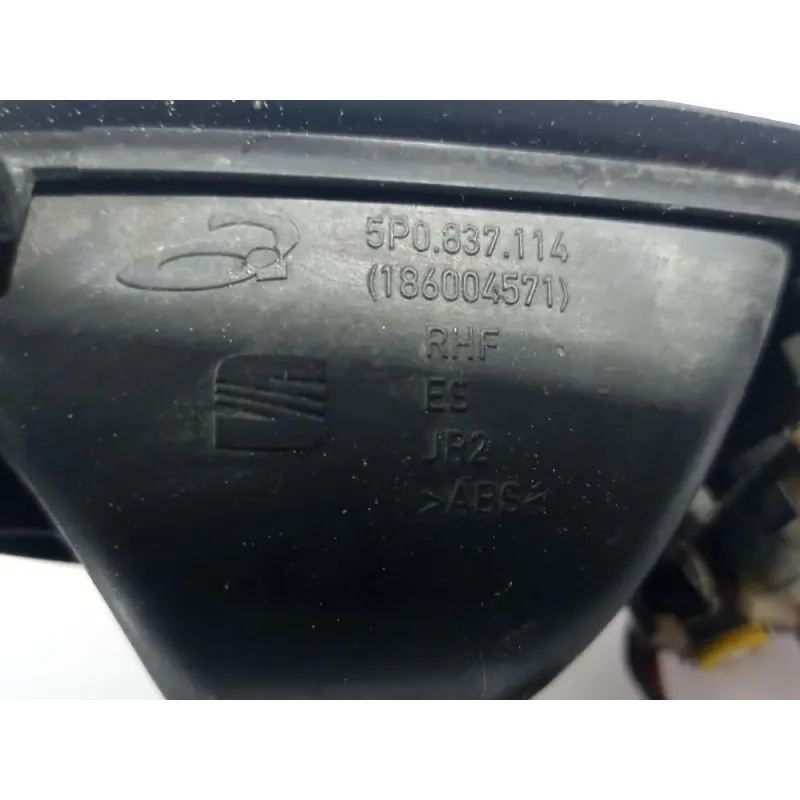 5P0.837.114
(186004571)
RHF
ES
JP2
>ABS<